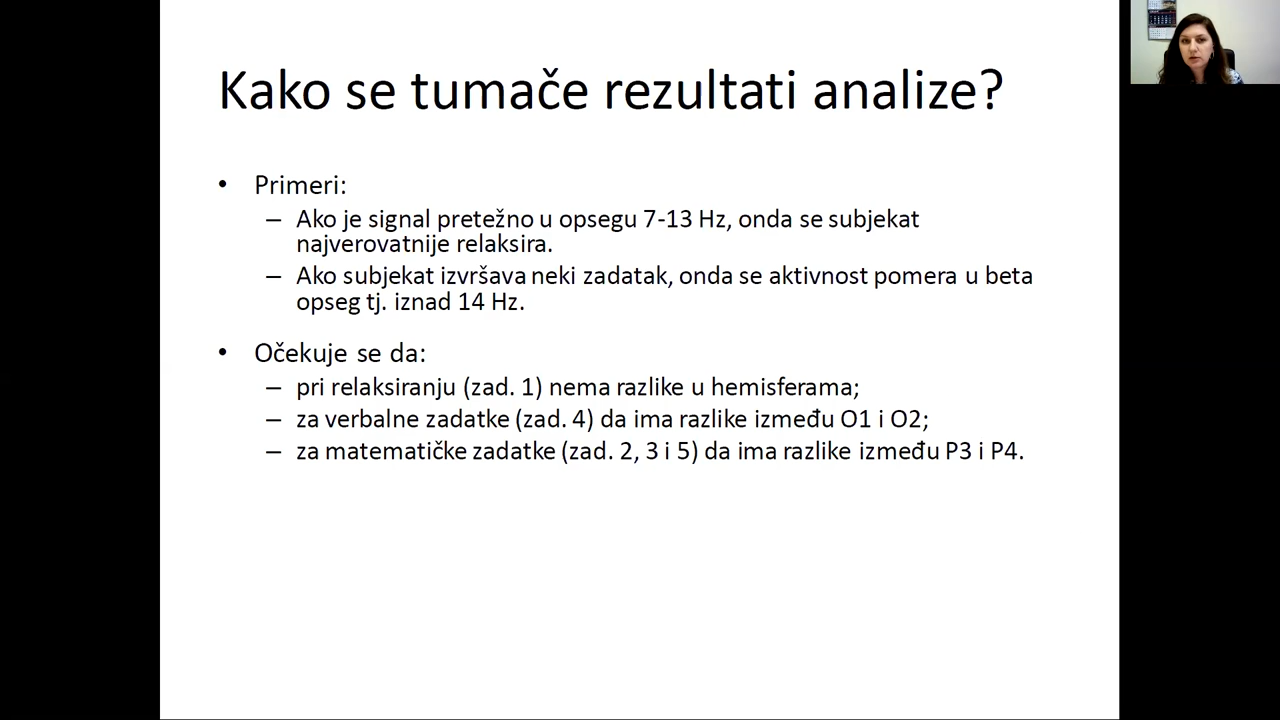 Kako se tumače rezultati analize?
• Primeri:
– Ako je signal pretežno u opsegu 7-13 Hz, onda se subjekat
najverovatnije relaksira.
– Ako subjekat izvršava neki zadatak, onda se aktivnost pomera u beta
opseg tj. iznad 14 Hz.
• Očekuje se da:
– pri relaksiranju (zad. 1) nema razlike u hemisferama;
– za verbalne zadatke (zad. 4) da ima razlike između O1 i O2;
– za matematičke zadatke (zad. 2, 3 i 5) da ima razlike između P3 i P4.